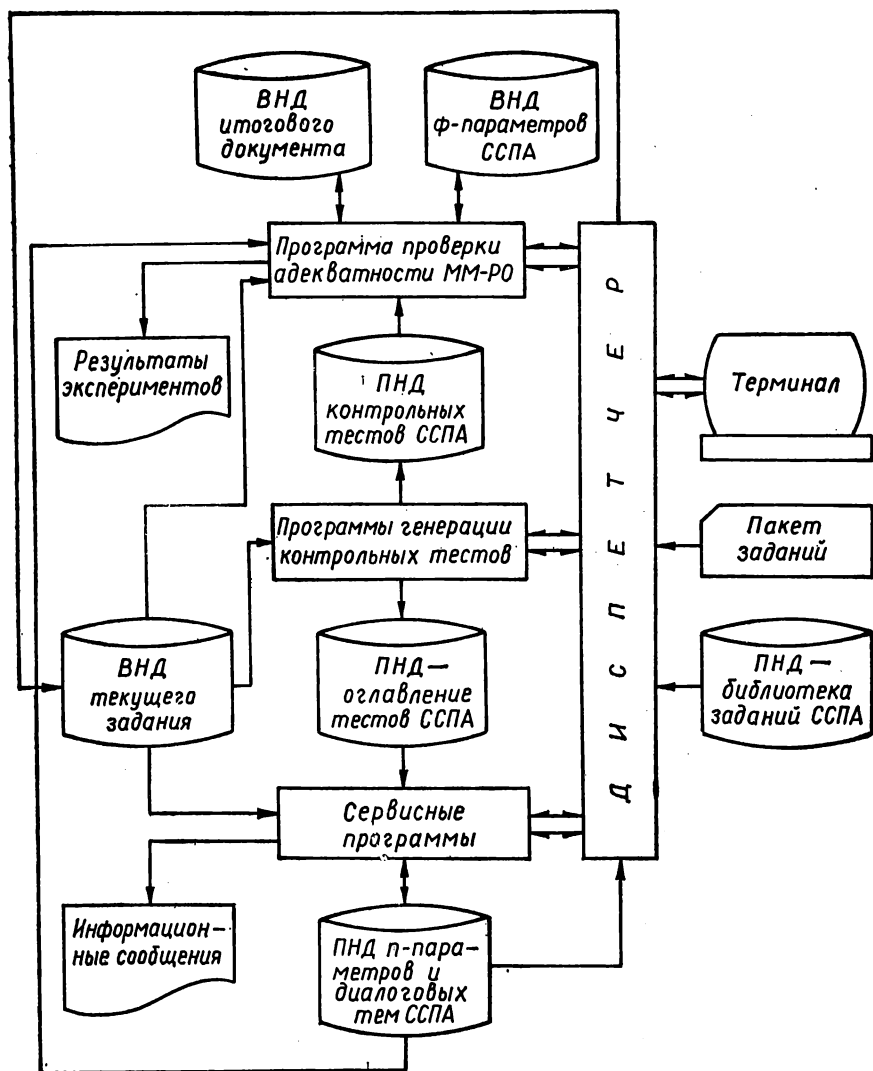 ВНД
итогового
документа
ВНД
ф-параметров
ССПА
Программа проверки
адекватности ММ-РО
Результаты
экспериментов
ПНД
контрольных
тестов ССПА
ДИСПЕТЧЕР
Терминал
Программы генерации
контрольных тестов
Пакет
заданий
ВНД
текущего
задания
ПНД—
оглавление
тестов ССПА
ПНД—
библиотека
заданий ССПА
Сервисные
программы
Информацион-
ные сообщения
ПНД п-пара-
метров и
диалоговых
тем ССПА